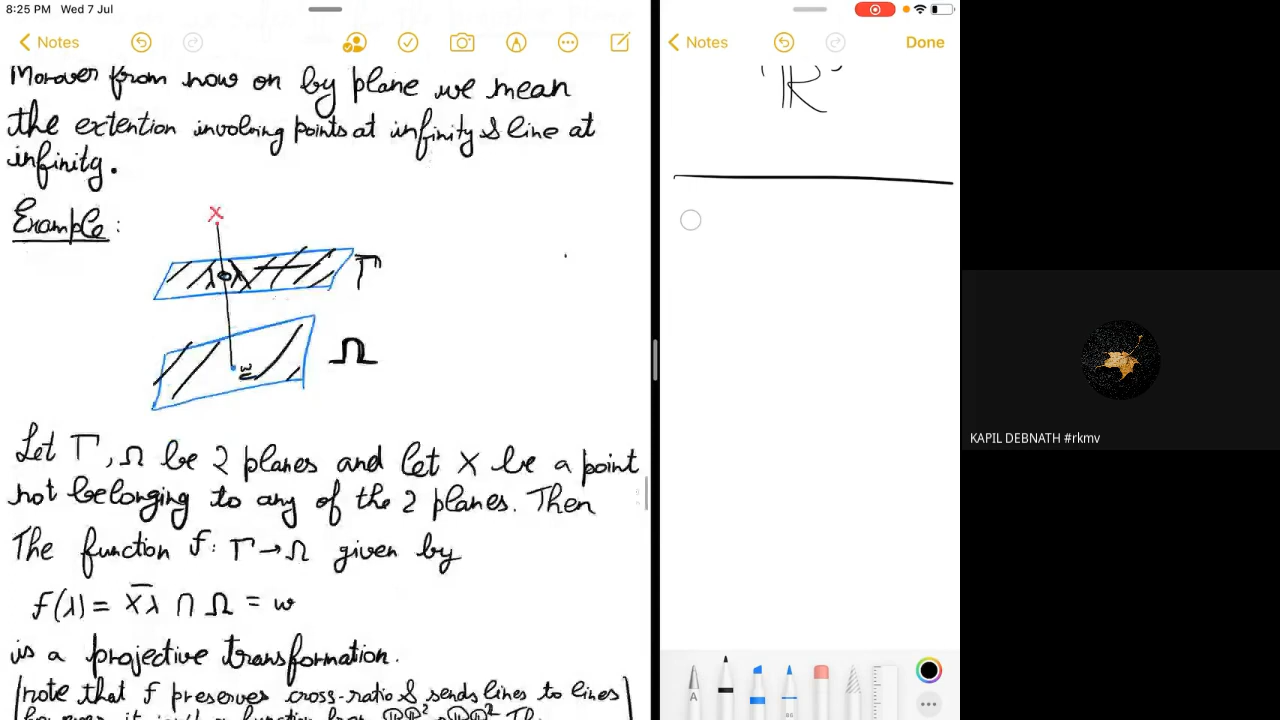 8:25 PM Wed 7 Jul
Notes
Notes
Done
Morover from now on by plane we mean
the extention involving points at infinity & line at
infinity.
Example:
X
Γ
λ
Ω
w
Let Γ, Ω be 2 planes and let X be a point
not belonging to any of the 2 planes. Then
The function f: Γ → Ω given by
f(λ) = Xλ ∩ Ω = w
is a projective transformation.
(note that f preserves cross-ratio & sends lines to lines
ℝ
KAPIL DEBNATH #rkmv